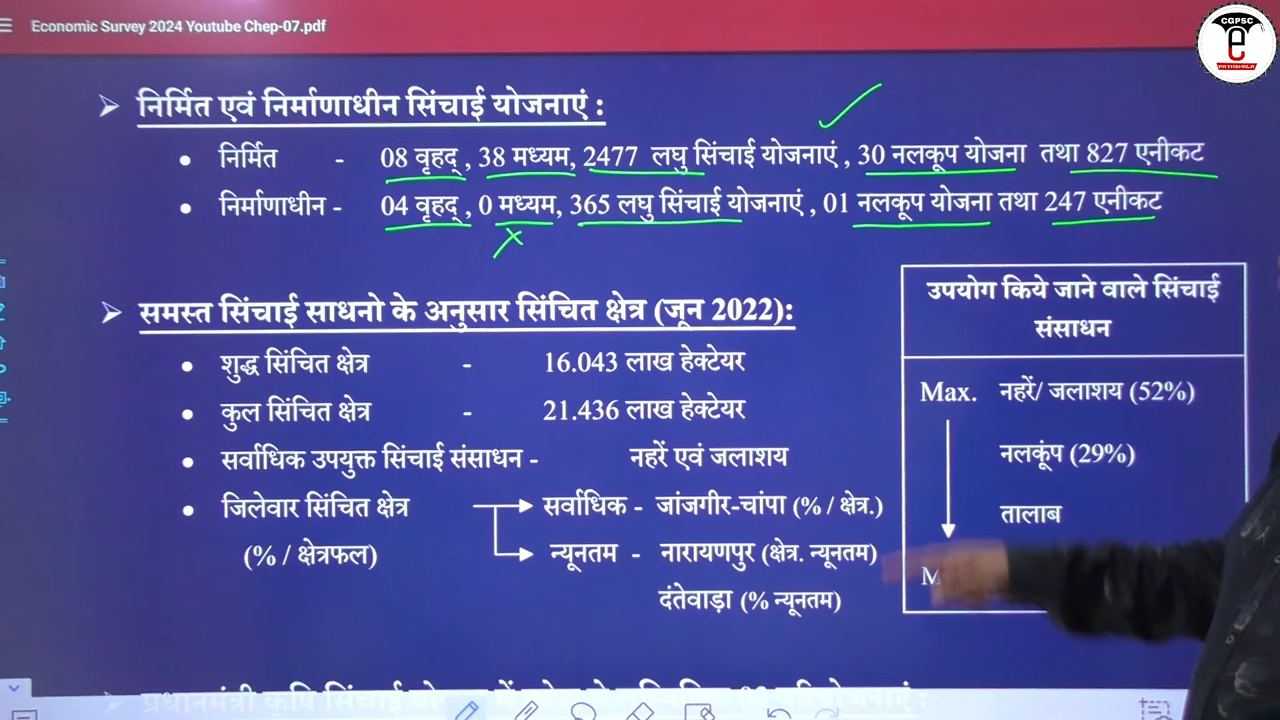 Economic Survey 2024 Youtube Chep-07.pdf
CGPSC
e
PATHSHALA
➢ निर्मित एवं निर्माणाधीन सिंचाई योजनाएं :
• निर्मित - 08 वृहद् , 38 मध्यम, 2477 लघु सिंचाई योजनाएं , 30 नलकूप योजना तथा 827 एनीकट
• निर्माणाधीन - 04 वृहद् , 0 मध्यम, 365 लघु सिंचाई योजनाएं , 01 नलकूप योजना तथा 247 एनीकट
➢ समस्त सिंचाई साधनो के अनुसार सिंचित क्षेत्र (जून 2022):
• शुद्ध सिंचित क्षेत्र - 16.043 लाख हेक्टेयर
• कुल सिंचित क्षेत्र - 21.436 लाख हेक्टेयर
• सर्वाधिक उपयुक्त सिंचाई संसाधन - नहरें एवं जलाशय
• जिलेवार सिंचित क्षेत्र सर्वाधिक - जांजगीर-चांपा (% / क्षेत्र.)
(% / क्षेत्रफल) न्यूनतम - नारायणपुर (क्षेत्र. न्यूनतम)
दंतेवाड़ा (% न्यूनतम)
उपयोग किये जाने वाले सिंचाई
संसाधन
Max. नहरें/ जलाशय (52%)
नलकूंप (29%)
तालाब
➢ प्रधानमंत्री कृषि सिंचाई